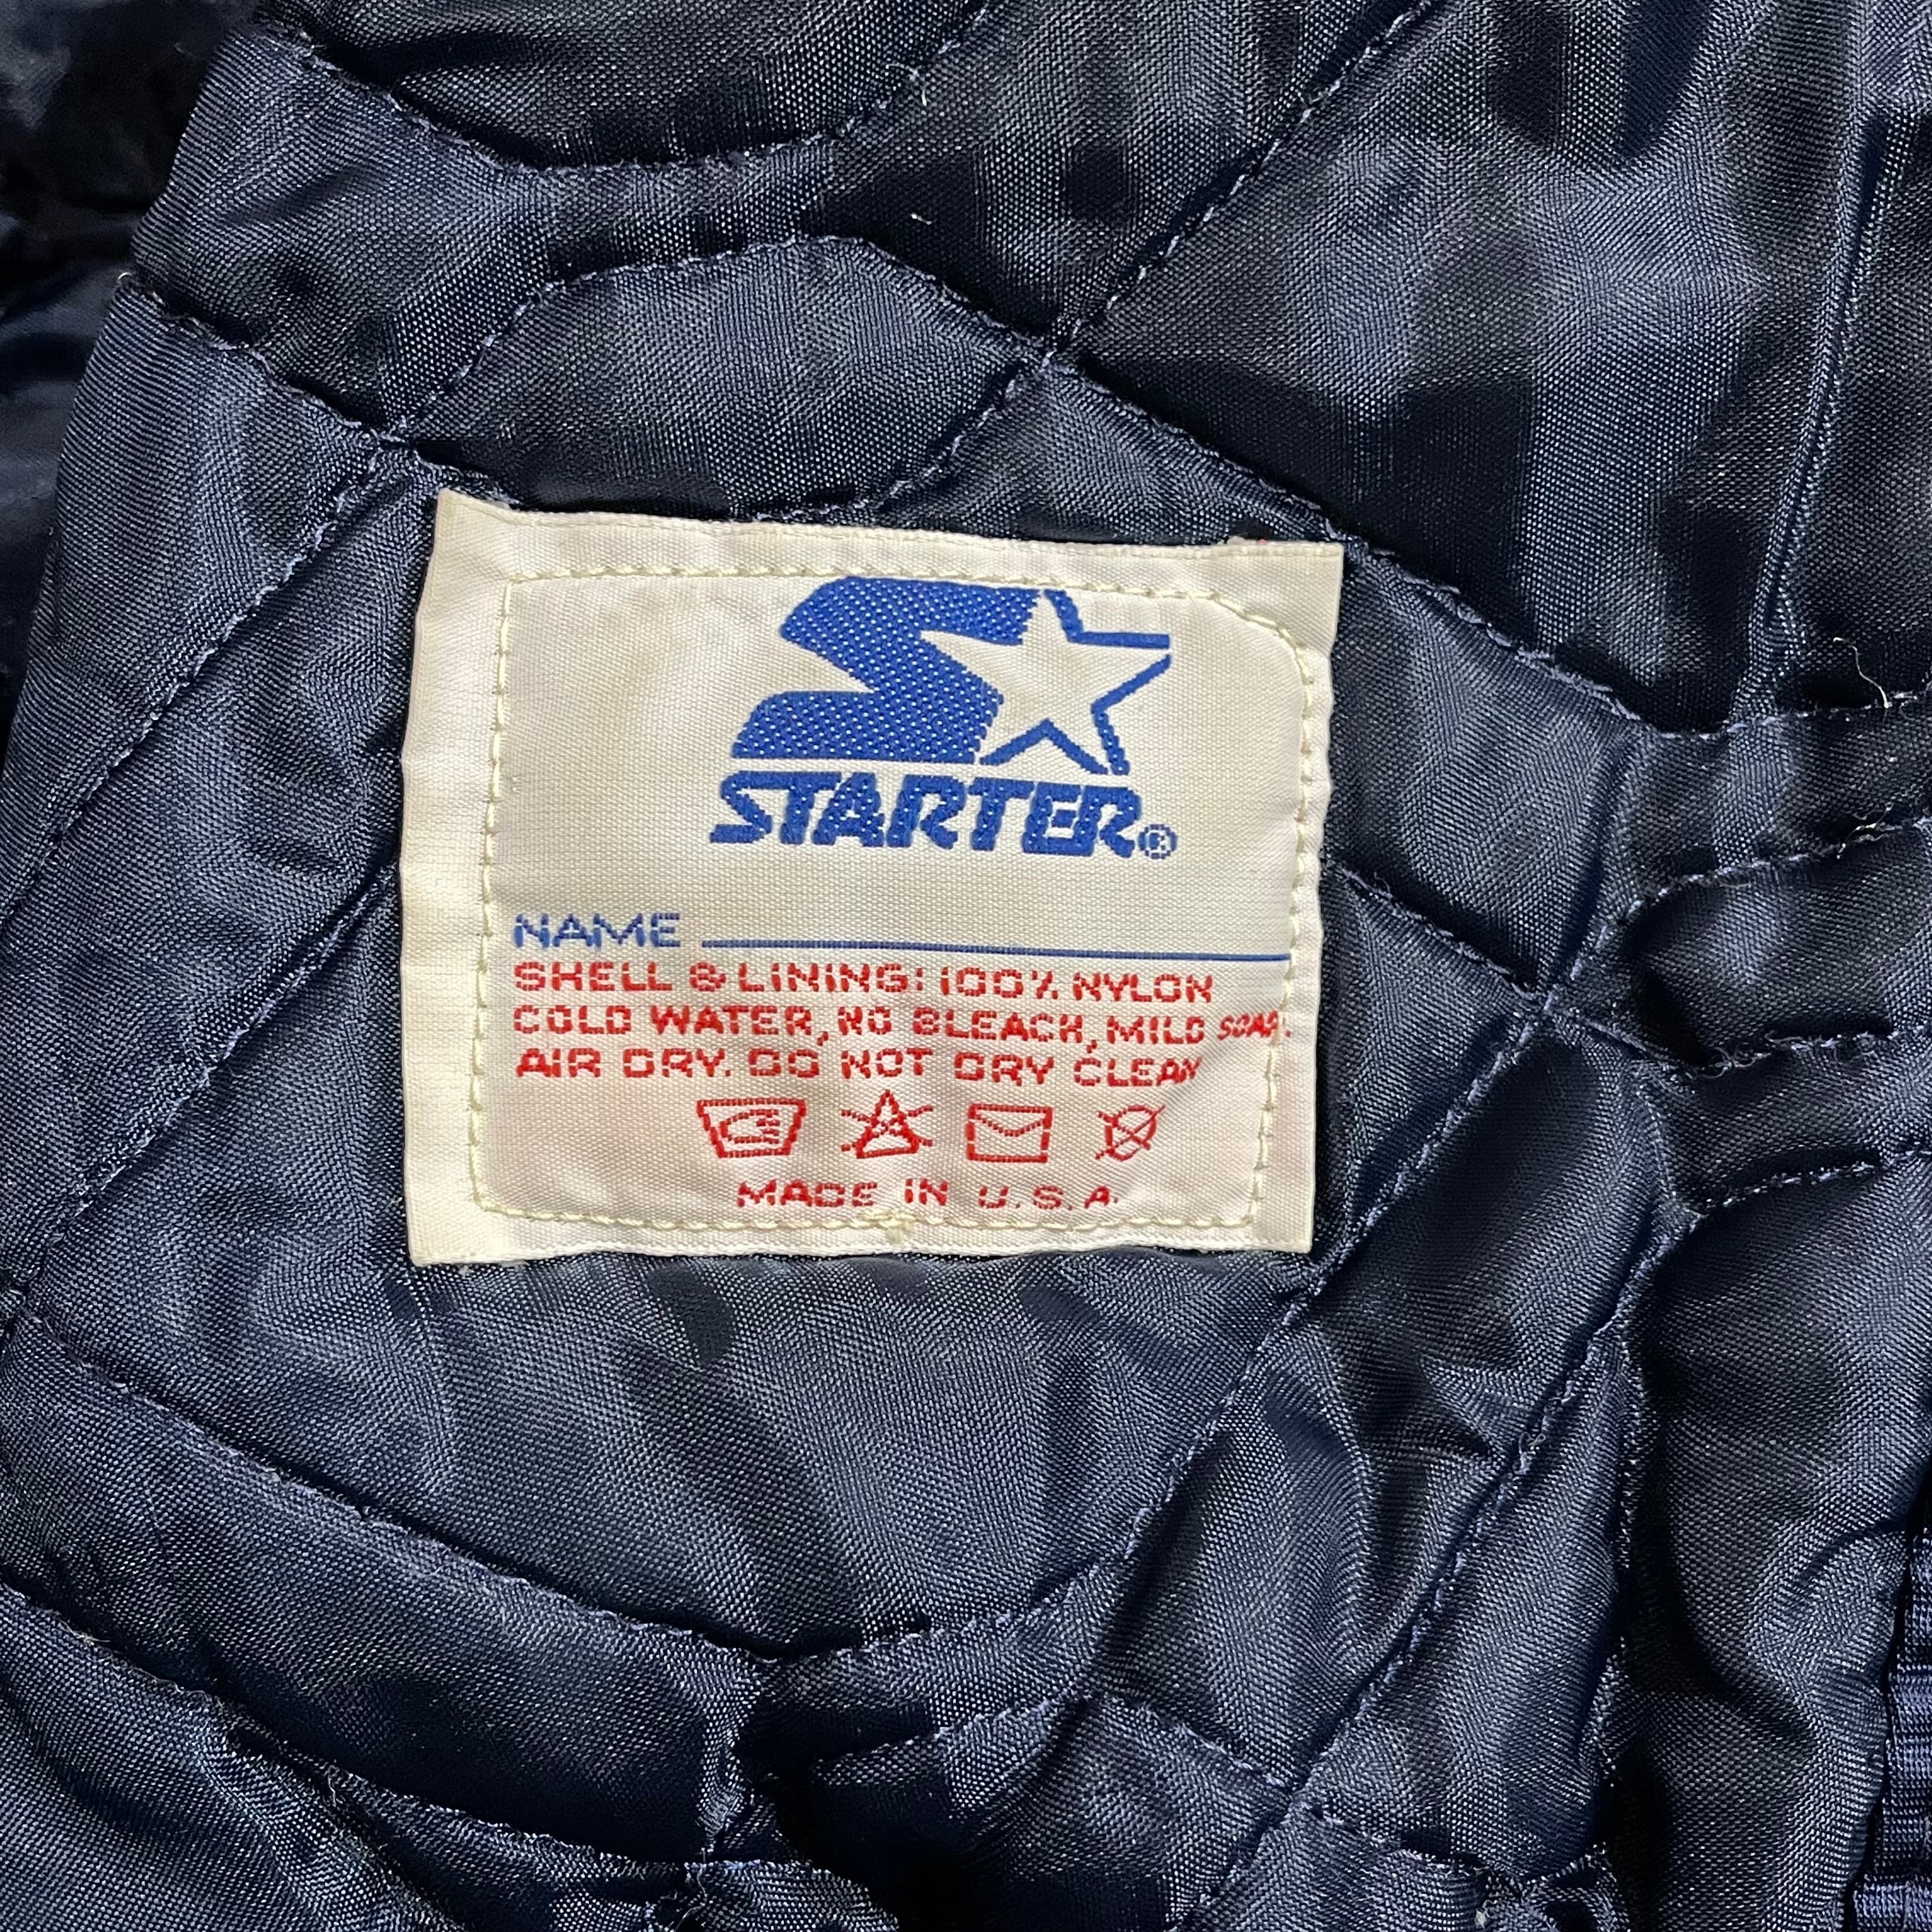 STARTER®
NAME
SHELL & LINING: 100% NYLON
COLD WATER, NO BLEACH, MILD SOAP.
AIR DRY. DO NOT DRY CLEAN
MADE IN U.S.A.